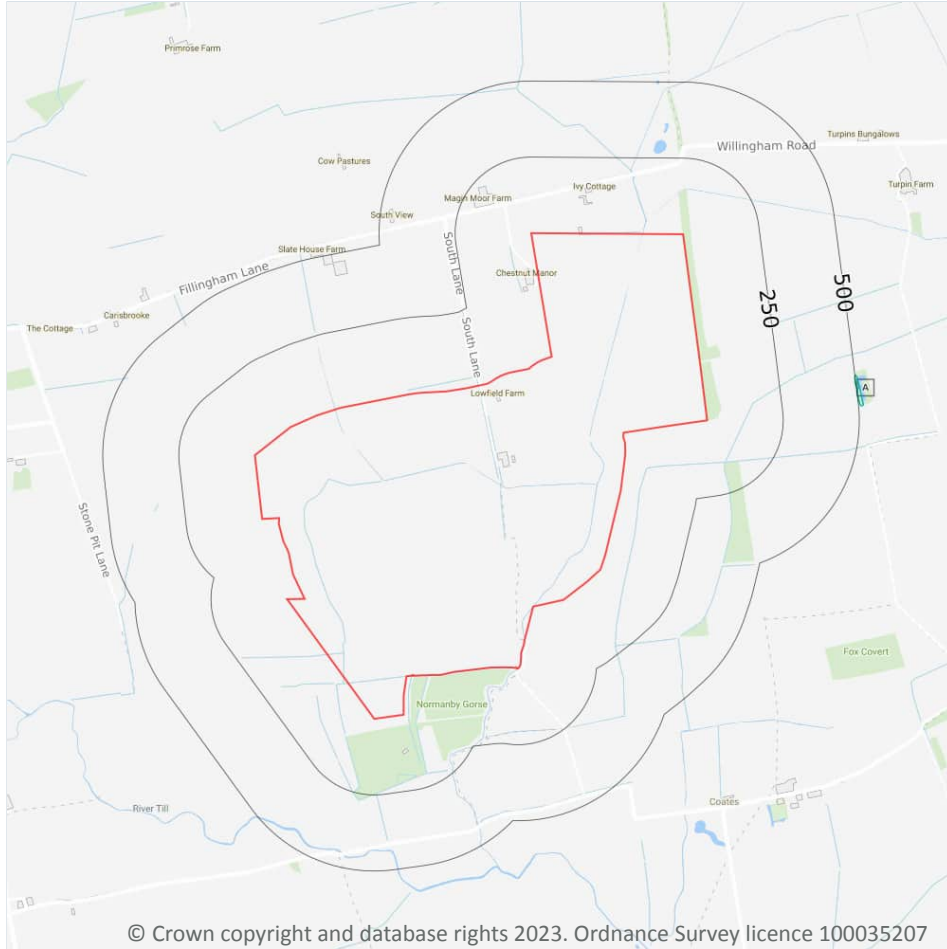 Primrose Farm
Turpins Bungalows
Willingham Road
Cow Pastures
Turpin Farm
Ivy Cottage
Magin Moor Farm
South View
Slate House Farm
South Lane
Chestnut Manor
Fillingham Lane
250
500
Carisbrooke
The Cottage
South Lane
A
Lowfield Farm
Stone Pit Lane
Fox Covert
Normanby Gorse
River Till
Coates
© Crown copyright and database rights 2023. Ordnance Survey licence 100035207